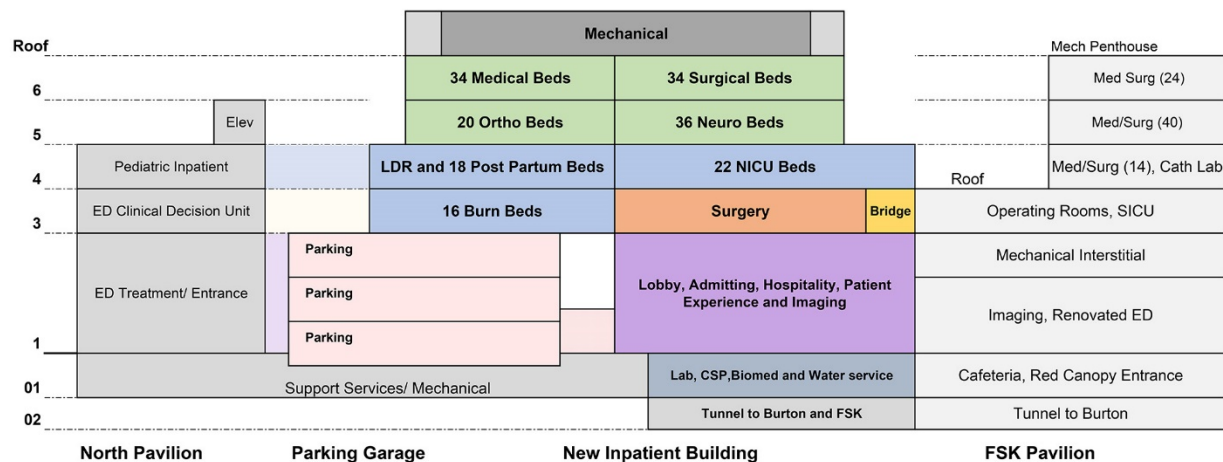 Mechanical
Roof
Mech Penthouse
34 Medical Beds
34 Surgical Beds
Med Surg (24)
6
Elev
20 Ortho Beds
36 Neuro Beds
Med/Surg (40)
5
Pediatric Inpatient
LDR and 18 Post Partum Beds
22 NICU Beds
Roof
Med/Surg (14), Cath Lab
4
ED Clinical Decision Unit
16 Burn Beds
Surgery
Bridge
Operating Rooms, SICU
3
Parking
Mechanical Interstitial
ED Treatment/ Entrance
Parking
Lobby, Admitting, Hospitality, Patient
Experience and Imaging
Imaging, Renovated ED
Parking
1
01
Support Services/ Mechanical
Lab, CSP,Biomed and Water service
Cafeteria, Red Canopy Entrance
02
Tunnel to Burton and FSK
Tunnel to Burton
North Pavilion
Parking Garage
New Inpatient Building
FSK Pavilion